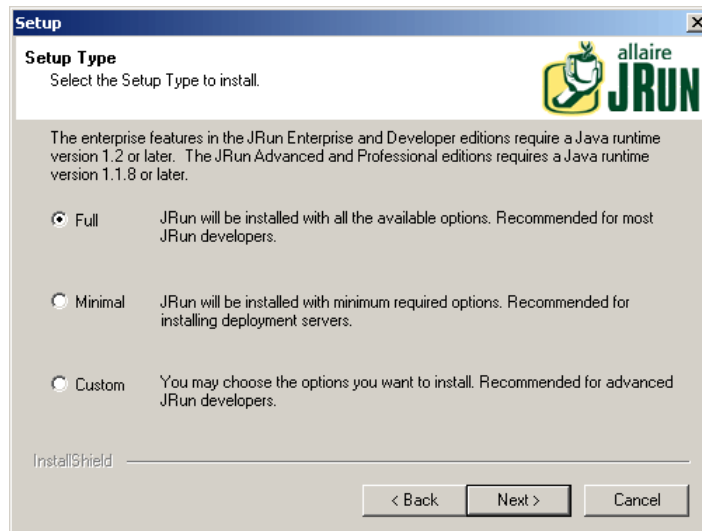 Setup
Setup Type
Select the Setup Type to install.
allaire
JRUN
The enterprise features in the JRun Enterprise and Developer editions require a Java runtime
version 1.2 or later. The JRun Advanced and Professional editions requires a Java runtime
version 1.1.8 or later.
Full
JRun will be installed with all the available options. Recommended for most
JRun developers.
Minimal
JRun will be installed with minimum required options. Recommended for
installing deployment servers.
Custom
You may choose the options you want to install. Recommended for advanced
JRun developers.
InstallShield
< Back
Next >
Cancel